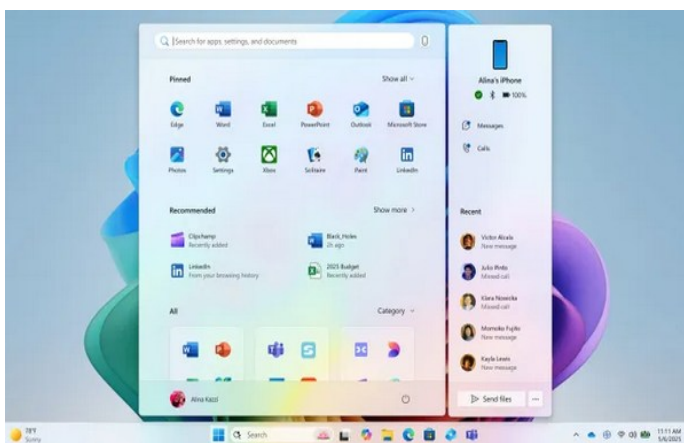 Search for apps, settings, and documents
Pinned
Show all
Edge
Word
Excel
PowerPoint
Outlook
Microsoft Store
Photos
Settings
Xbox
Solitaire
Paint
LinkedIn
Recommended
Show more
Clipchamp
Recently added
Black_Holes
2h ago
LinkedIn
From your browsing history
2025 Budget
Recently added
All
Category
Alina Kazzi
Alina's iPhone
100%
Messages
Calls
Recent
Victor Alcala
New message
Julio Pinto
Missed call
Klara Nowicka
Missed call
Momoko Fujito
New message
Kayla Lewis
New message
Send files
78°F
Sunny
Search
11:11 AM
5/6/2025